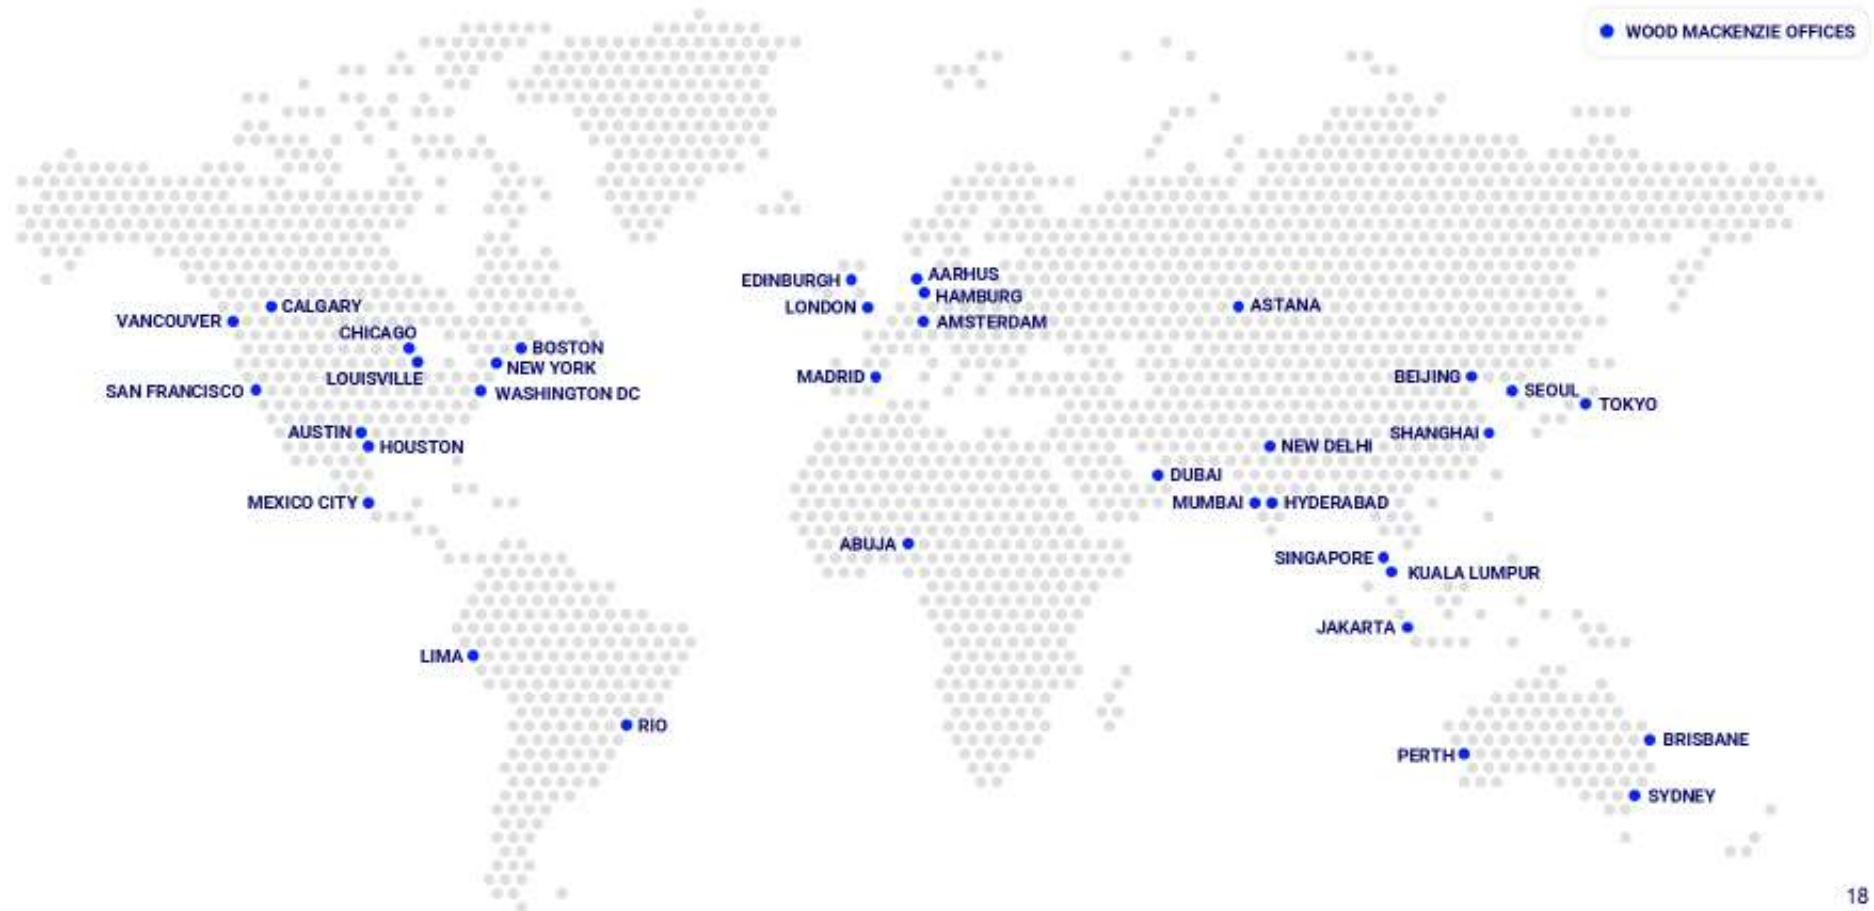 WOOD MACKENZIE OFFICES
EDINBURGH
AARHUS
HAMBURG
LONDON
AMSTERDAM
ASTANA
CALGARY
VANCOUVER
CHICAGO
BOSTON
NEW YORK
LOUISVILLE
SAN FRANCISCO
WASHINGTON DC
MADRID
BEIJING
SEOUL
TOKYO
AUSTIN
HOUSTON
SHANGHAI
NEW DELHI
DUBAI
MEXICO CITY
MUMBAI
HYDERABAD
ABUJA
SINGAPORE
KUALA LUMPUR
JAKARTA
LIMA
RIO
BRISBANE
PERTH
SYDNEY
18